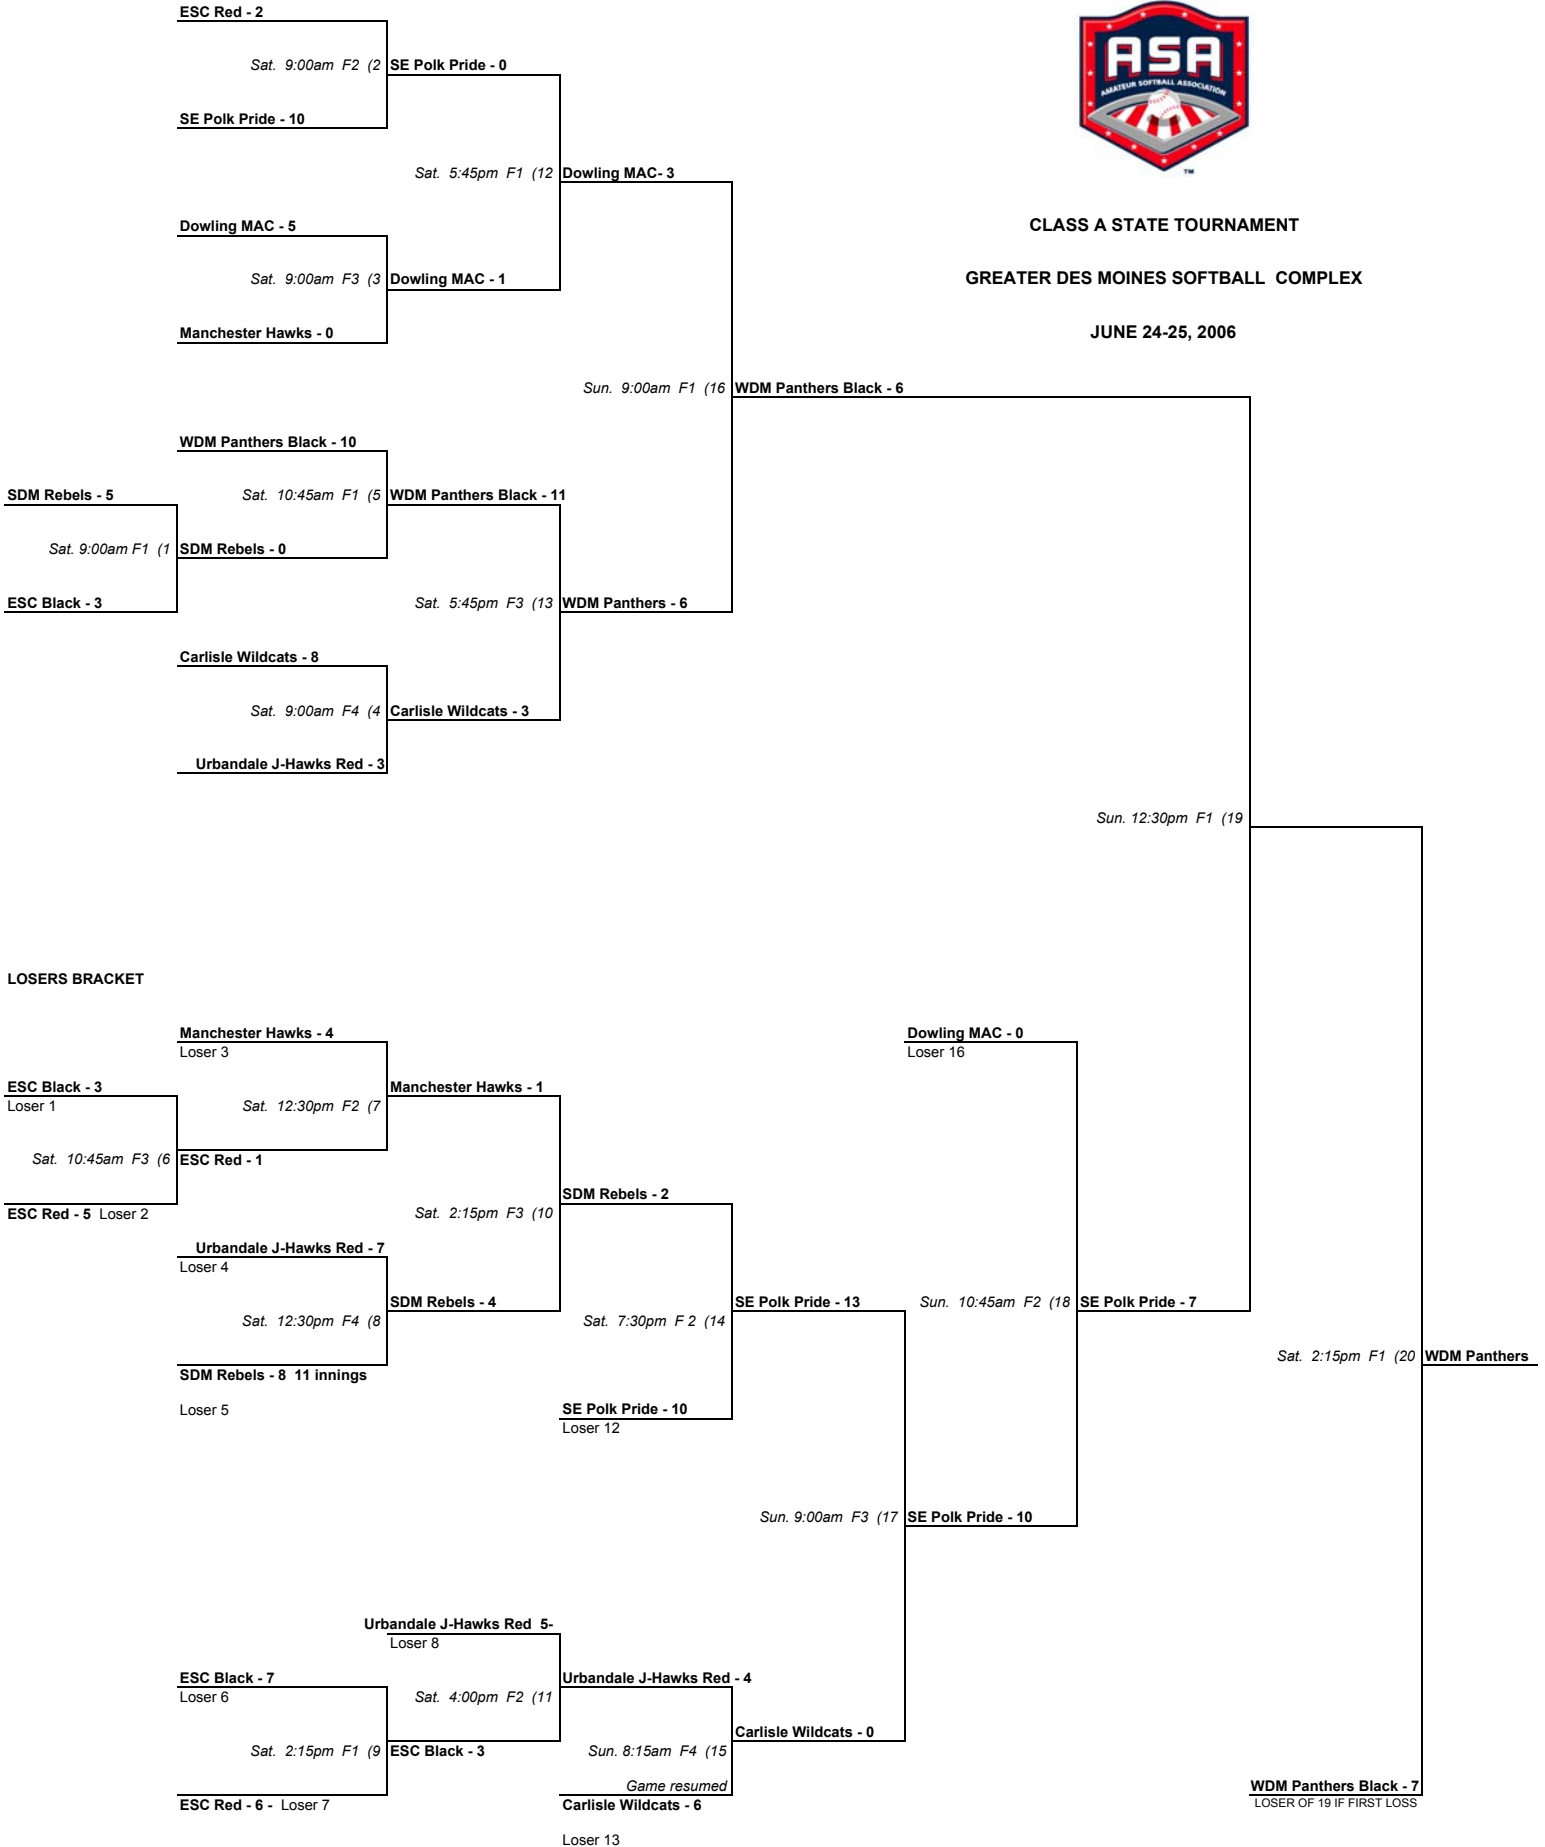 ESC Red - 2
ASA
AMATEUR SOFTBALL ASSOCIATION
TM
Sat. 9:00am F2 (2
SE Polk Pride - 0
SE Polk Pride - 10
Sat. 5:45pm F1 (12
Dowling MAC- 3
Dowling MAC - 5
CLASS A STATE TOURNAMENT
Sat. 9:00am F3 (3
Dowling MAC - 1
GREATER DES MOINES SOFTBALL COMPLEX
Manchester Hawks - 0
JUNE 24-25, 2006
Sun. 9:00am F1 (16
WDM Panthers Black - 6
WDM Panthers Black - 10
SDM Rebels - 5
Sat. 10:45am F1 (5
WDM Panthers Black - 11
Sat. 9:00am F1 (1
SDM Rebels - 0
ESC Black - 3
Sat. 5:45pm F3 (13
WDM Panthers - 6
Carlisle Wildcats - 8
Sat. 9:00am F4 (4
Carlisle Wildcats - 3
Urbandale J-Hawks Red - 3
Sun. 12:30pm F1 (19
LOSERS BRACKET
Manchester Hawks - 4
Loser 3
Dowling MAC - 0
Loser 16
ESC Black - 3
Loser 1
Manchester Hawks - 1
Sat. 12:30pm F2 (7
Sat. 10:45am F3 (6
ESC Red - 1
SDM Rebels - 2
ESC Red - 5 Loser 2
Sat. 2:15pm F3 (10
Urbandale J-Hawks Red - 7
Loser 4
SDM Rebels - 4
SE Polk Pride - 13
Sun. 10:45am F2 (18
SE Polk Pride - 7
Sat. 12:30pm F4 (8
Sat. 7:30pm F 2 (14
Sat. 2:15pm F1 (20
WDM Panthers
SDM Rebels - 8 11 innings
Loser 5
SE Polk Pride - 10
Loser 12
Sun. 9:00am F3 (17
SE Polk Pride - 10
Urbandale J-Hawks Red 5-
Loser 8
ESC Black - 7
Loser 6
Urbandale J-Hawks Red - 4
Sat. 4:00pm F2 (11
Carlisle Wildcats - 0
Sat. 2:15pm F1 (9
ESC Black - 3
Sun. 8:15am F4 (15
Game resumed
WDM Panthers Black - 7
LOSER OF 19 IF FIRST LOSS
ESC Red - 6 - Loser 7
Carlisle Wildcats - 6
Loser 13